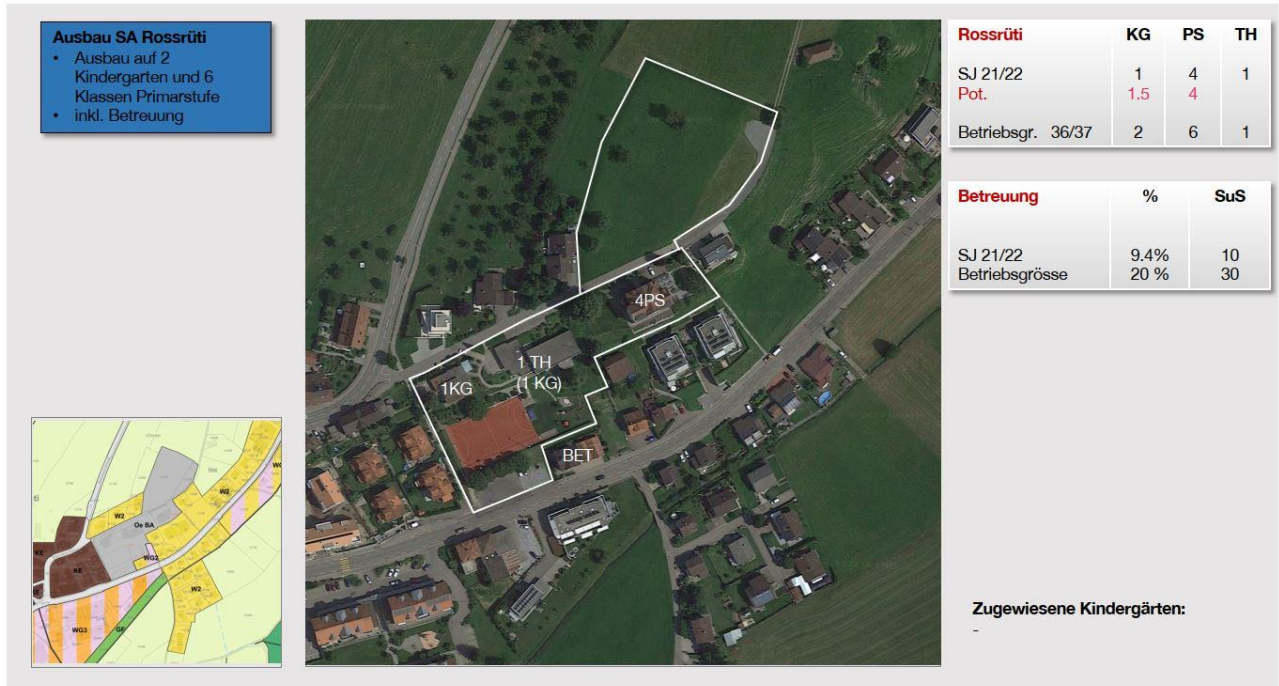 Ausbau SA Rossrüti
• Ausbau auf 2
Kindergarten und 6
Klassen Primarstufe
• inkl. Betreuung
4PS
1 TH
(1 KG)
1KG
BET
Rossrüti KG PS TH
SJ 21/22 1 4 1
Pot. 1.5 4
Betriebsgr. 36/37 2 6 1
Betreuung % SuS
SJ 21/22 9.4% 10
Betriebsgrösse 20 % 30
Zugewiesene Kindergärten:
-
W2
W2
Oe BA
KE
KE
WG2
W2
WG3
GF